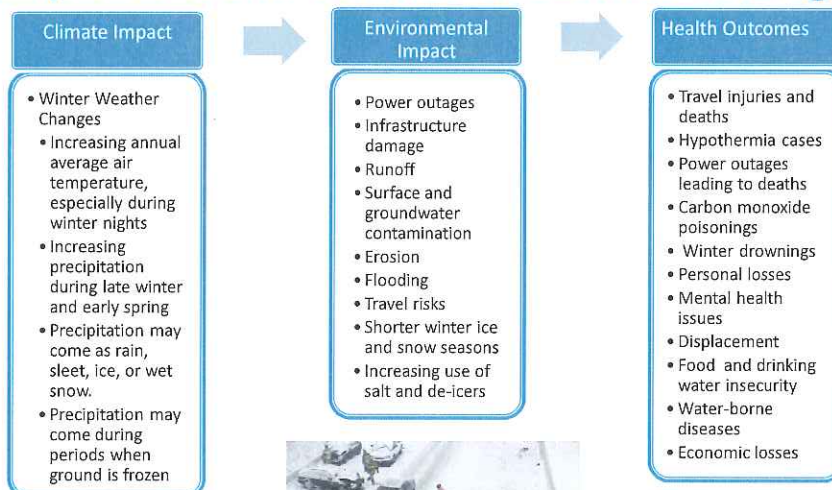 Climate Impact
• Winter Weather
Changes
• Increasing annual
average air
temperature,
especially during
winter nights
• Increasing
precipitation
during late winter
and early spring
• Precipitation may
come as rain,
sleet, ice, or wet
snow.
• Precipitation may
come during
periods when
ground is frozen
Environmental
Impact
• Power outages
• Infrastructure
damage
• Runoff
• Surface and
groundwater
contamination
• Erosion
• Flooding
• Travel risks
• Shorter winter ice
and snow seasons
• Increasing use of
salt and de-icers
Health Outcomes
• Travel injuries and
deaths
• Hypothermia cases
• Power outages
leading to deaths
• Carbon monoxide
poisonings
• Winter drownings
• Personal losses
• Mental health
issues
• Displacement
• Food and drinking
water insecurity
• Water-borne
diseases
• Economic losses